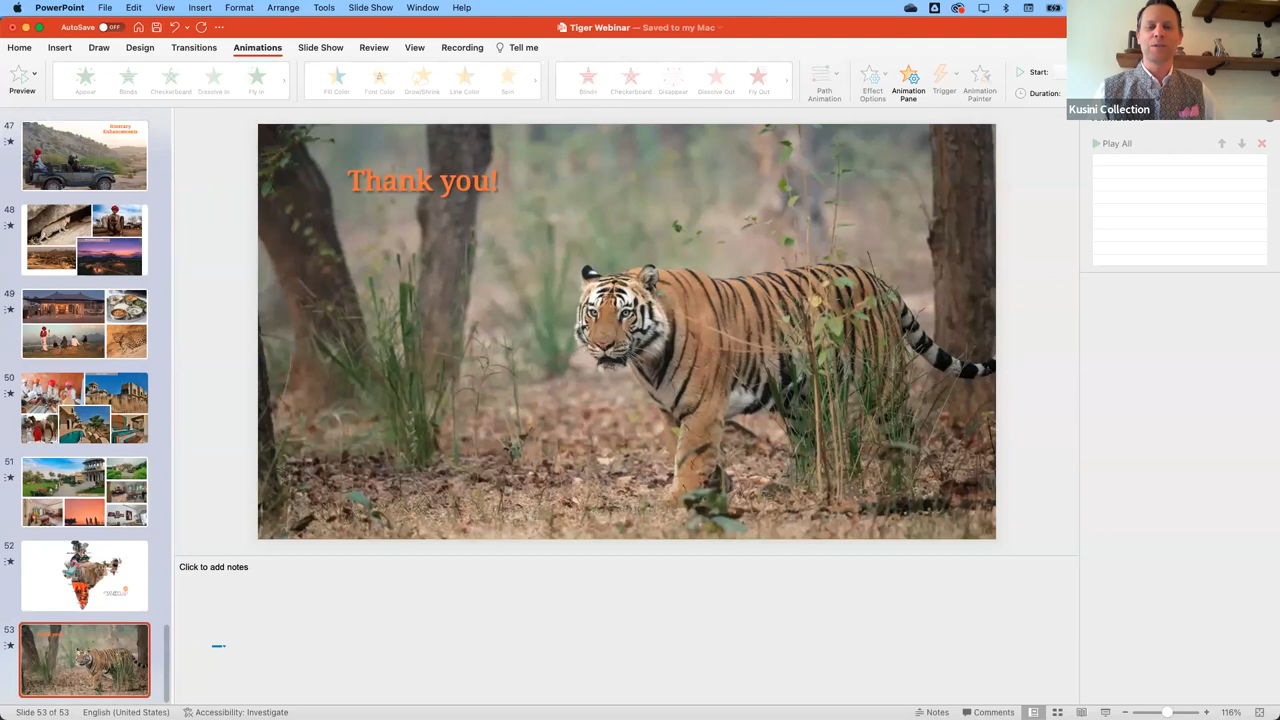 PowerPoint File Edit View Insert Format Arrange Tools Slide Show Window Help
AutoSave OFF
Tiger Webinar — Saved to my Mac
Home Insert Draw Design Transitions Animations Slide Show Review View Recording Tell me
Preview
Appear Blinds Checkerboard Dissolve In Fly In
Fill Color Font Color Grow/Shrink Line Color Spin
Blinds Checkerboard Disappear Dissolve Out Fly Out
Path Animation
Effect Options
Animation Pane
Trigger
Animation Painter
Start:
Duration:
Kusini Collection
Play All
47
Itinerary
Enhancements
48
49
50
51
52
53
Thank you!
Click to add notes
Slide 53 of 53 English (United States) Accessibility: Investigate
Notes Comments 116%